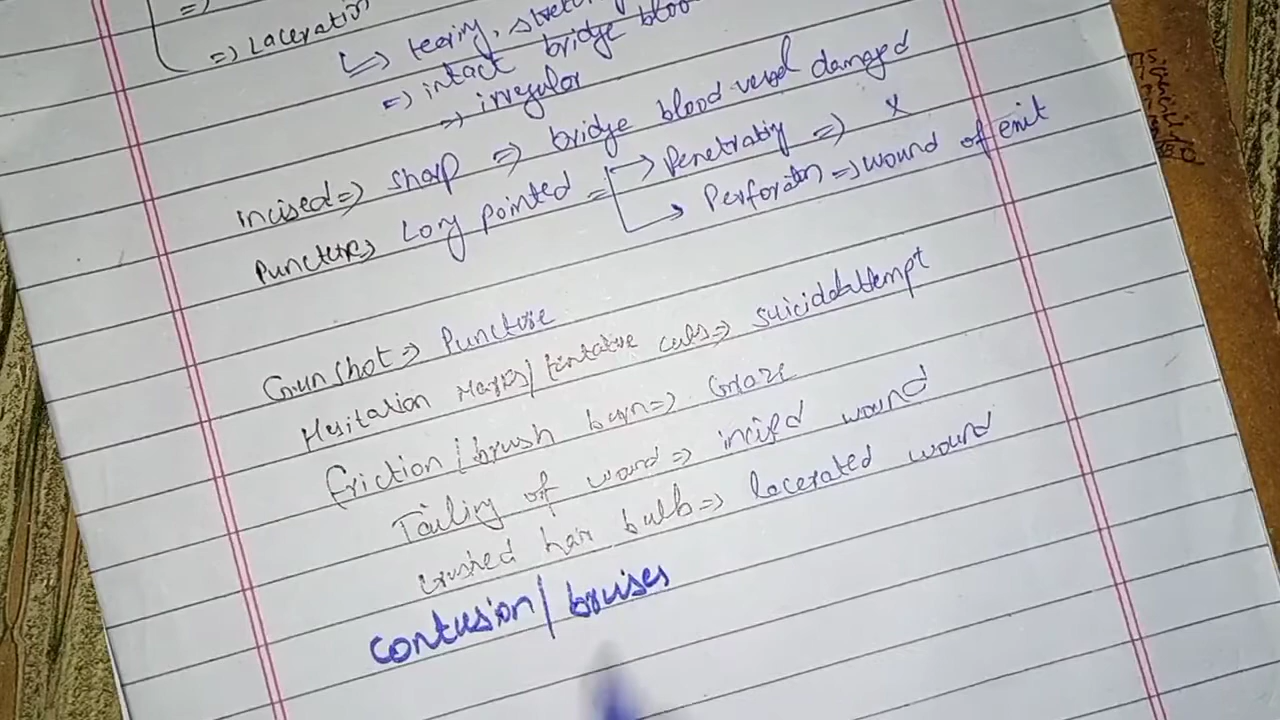 => Laceration
↳ tearing, stretch
=> intact bridge bloo
=> irregular
incised => sharp => bridge blood vessel damaged
Puncture => Long pointed => → Penetrating => x
→ Perforation => wound of exit
Gunshot => Puncture
Hesitation Marks/tentative cuts => suicidal attempt
friction/brush burn => Graze
Tailing of wound => incised wound
crushed hair bulb => lacerated wound
contusion/bruises